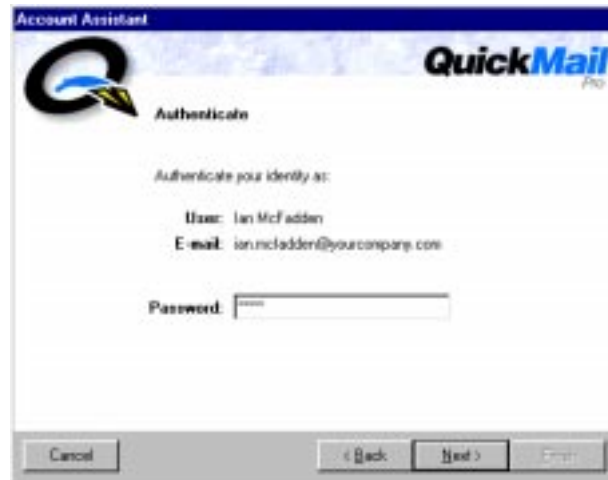 Account Assistant
QuickMail
Pro
Authenticate
Authenticate your identity as:
User: Ian McFadden
E-mail: ian.mcfadden@yourcompany.com
Password: *****
Cancel
< Back
Next >
Finish